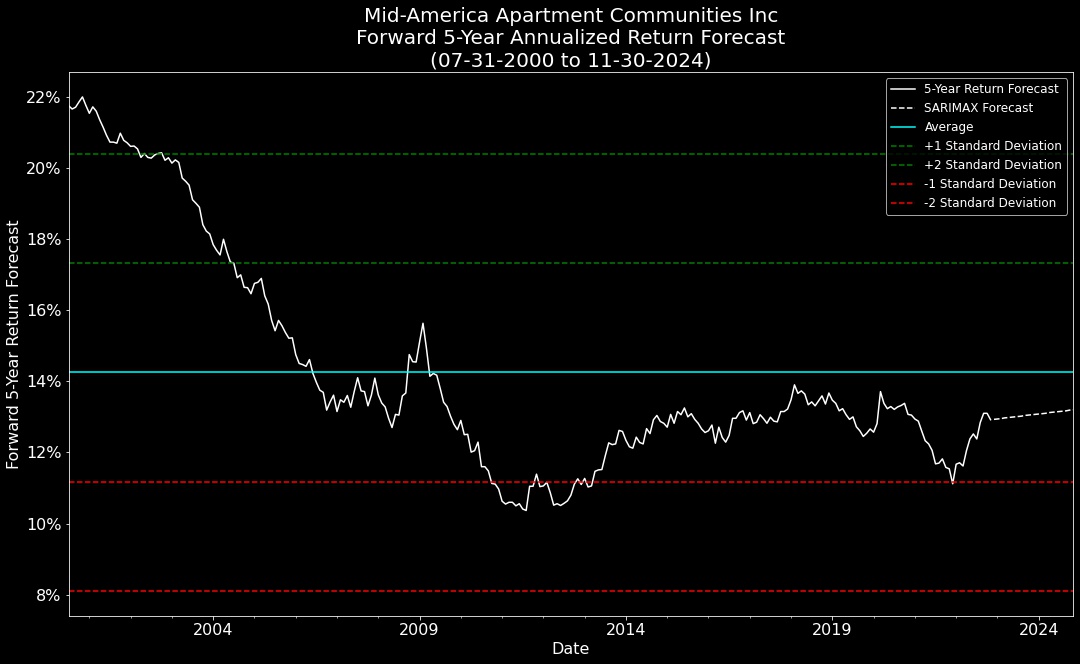 Mid-America Apartment Communities Inc
Forward 5-Year Annualized Return Forecast
(07-31-2000 to 11-30-2024)
5-Year Return Forecast
SARIMAX Forecast
Average
+1 Standard Deviation
+2 Standard Deviation
-1 Standard Deviation
-2 Standard Deviation
Forward 5-Year Return Forecast
22%
20%
18%
16%
14%
12%
10%
8%
2004
2009
2014
2019
2024
Date